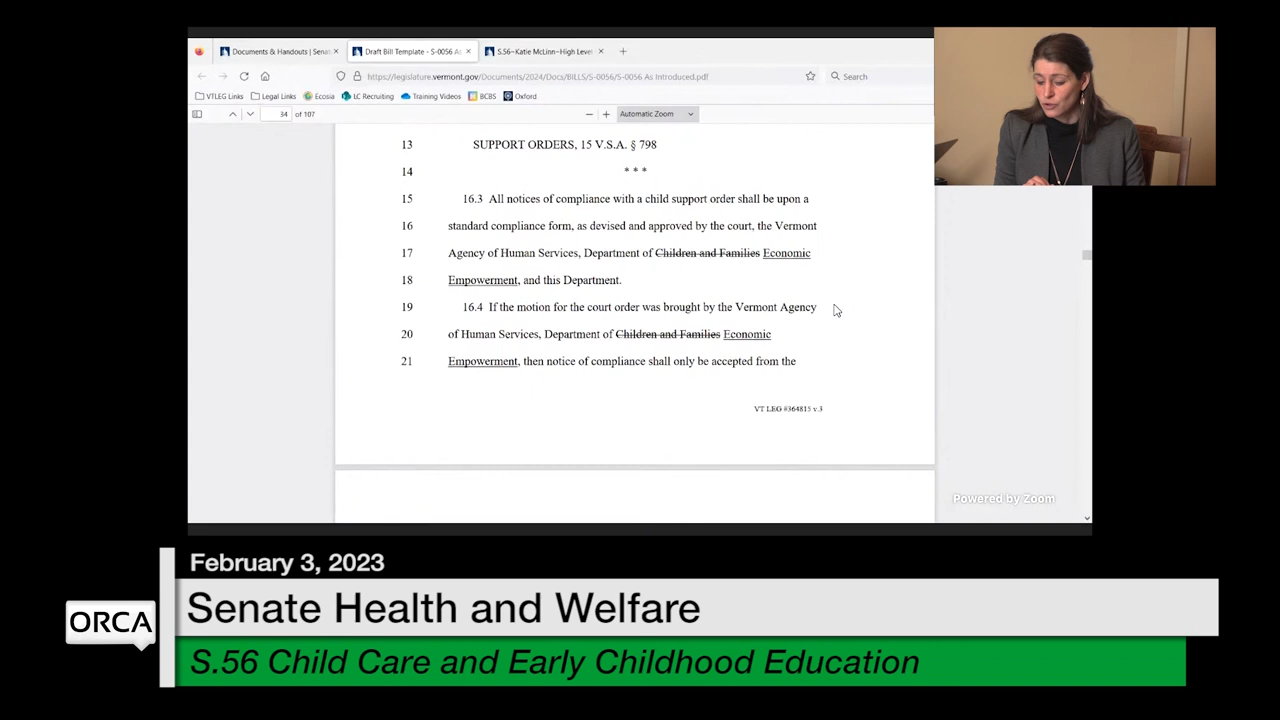 Documents & Handouts | Sena
Draft Bill Template - S-0056 As
S.56~Katie McLinn~High Level
https://legislature.vermont.gov/Documents/2024/Docs/BILLS/S-0056/S-0056 As Introduced.pdf
Search
VTLEG Links
Legal Links
Ecosia
LC Recruiting
Training Videos
BCBS
Oxford
34 of 107
Automatic Zoom
13 SUPPORT ORDERS, 15 V.S.A. § 798
14 * * *
15 16.3 All notices of compliance with a child support order shall be upon a
16 standard compliance form, as devised and approved by the court, the Vermont
17 Agency of Human Services, Department of Children and Families Economic
18 Empowerment, and this Department.
19 16.4 If the motion for the court order was brought by the Vermont Agency
20 of Human Services, Department of Children and Families Economic
21 Empowerment, then notice of compliance shall only be accepted from the
VT LEG #364815 v.3
Powered by Zoom
February 3, 2023
ORCA
Senate Health and Welfare
S.56 Child Care and Early Childhood Education